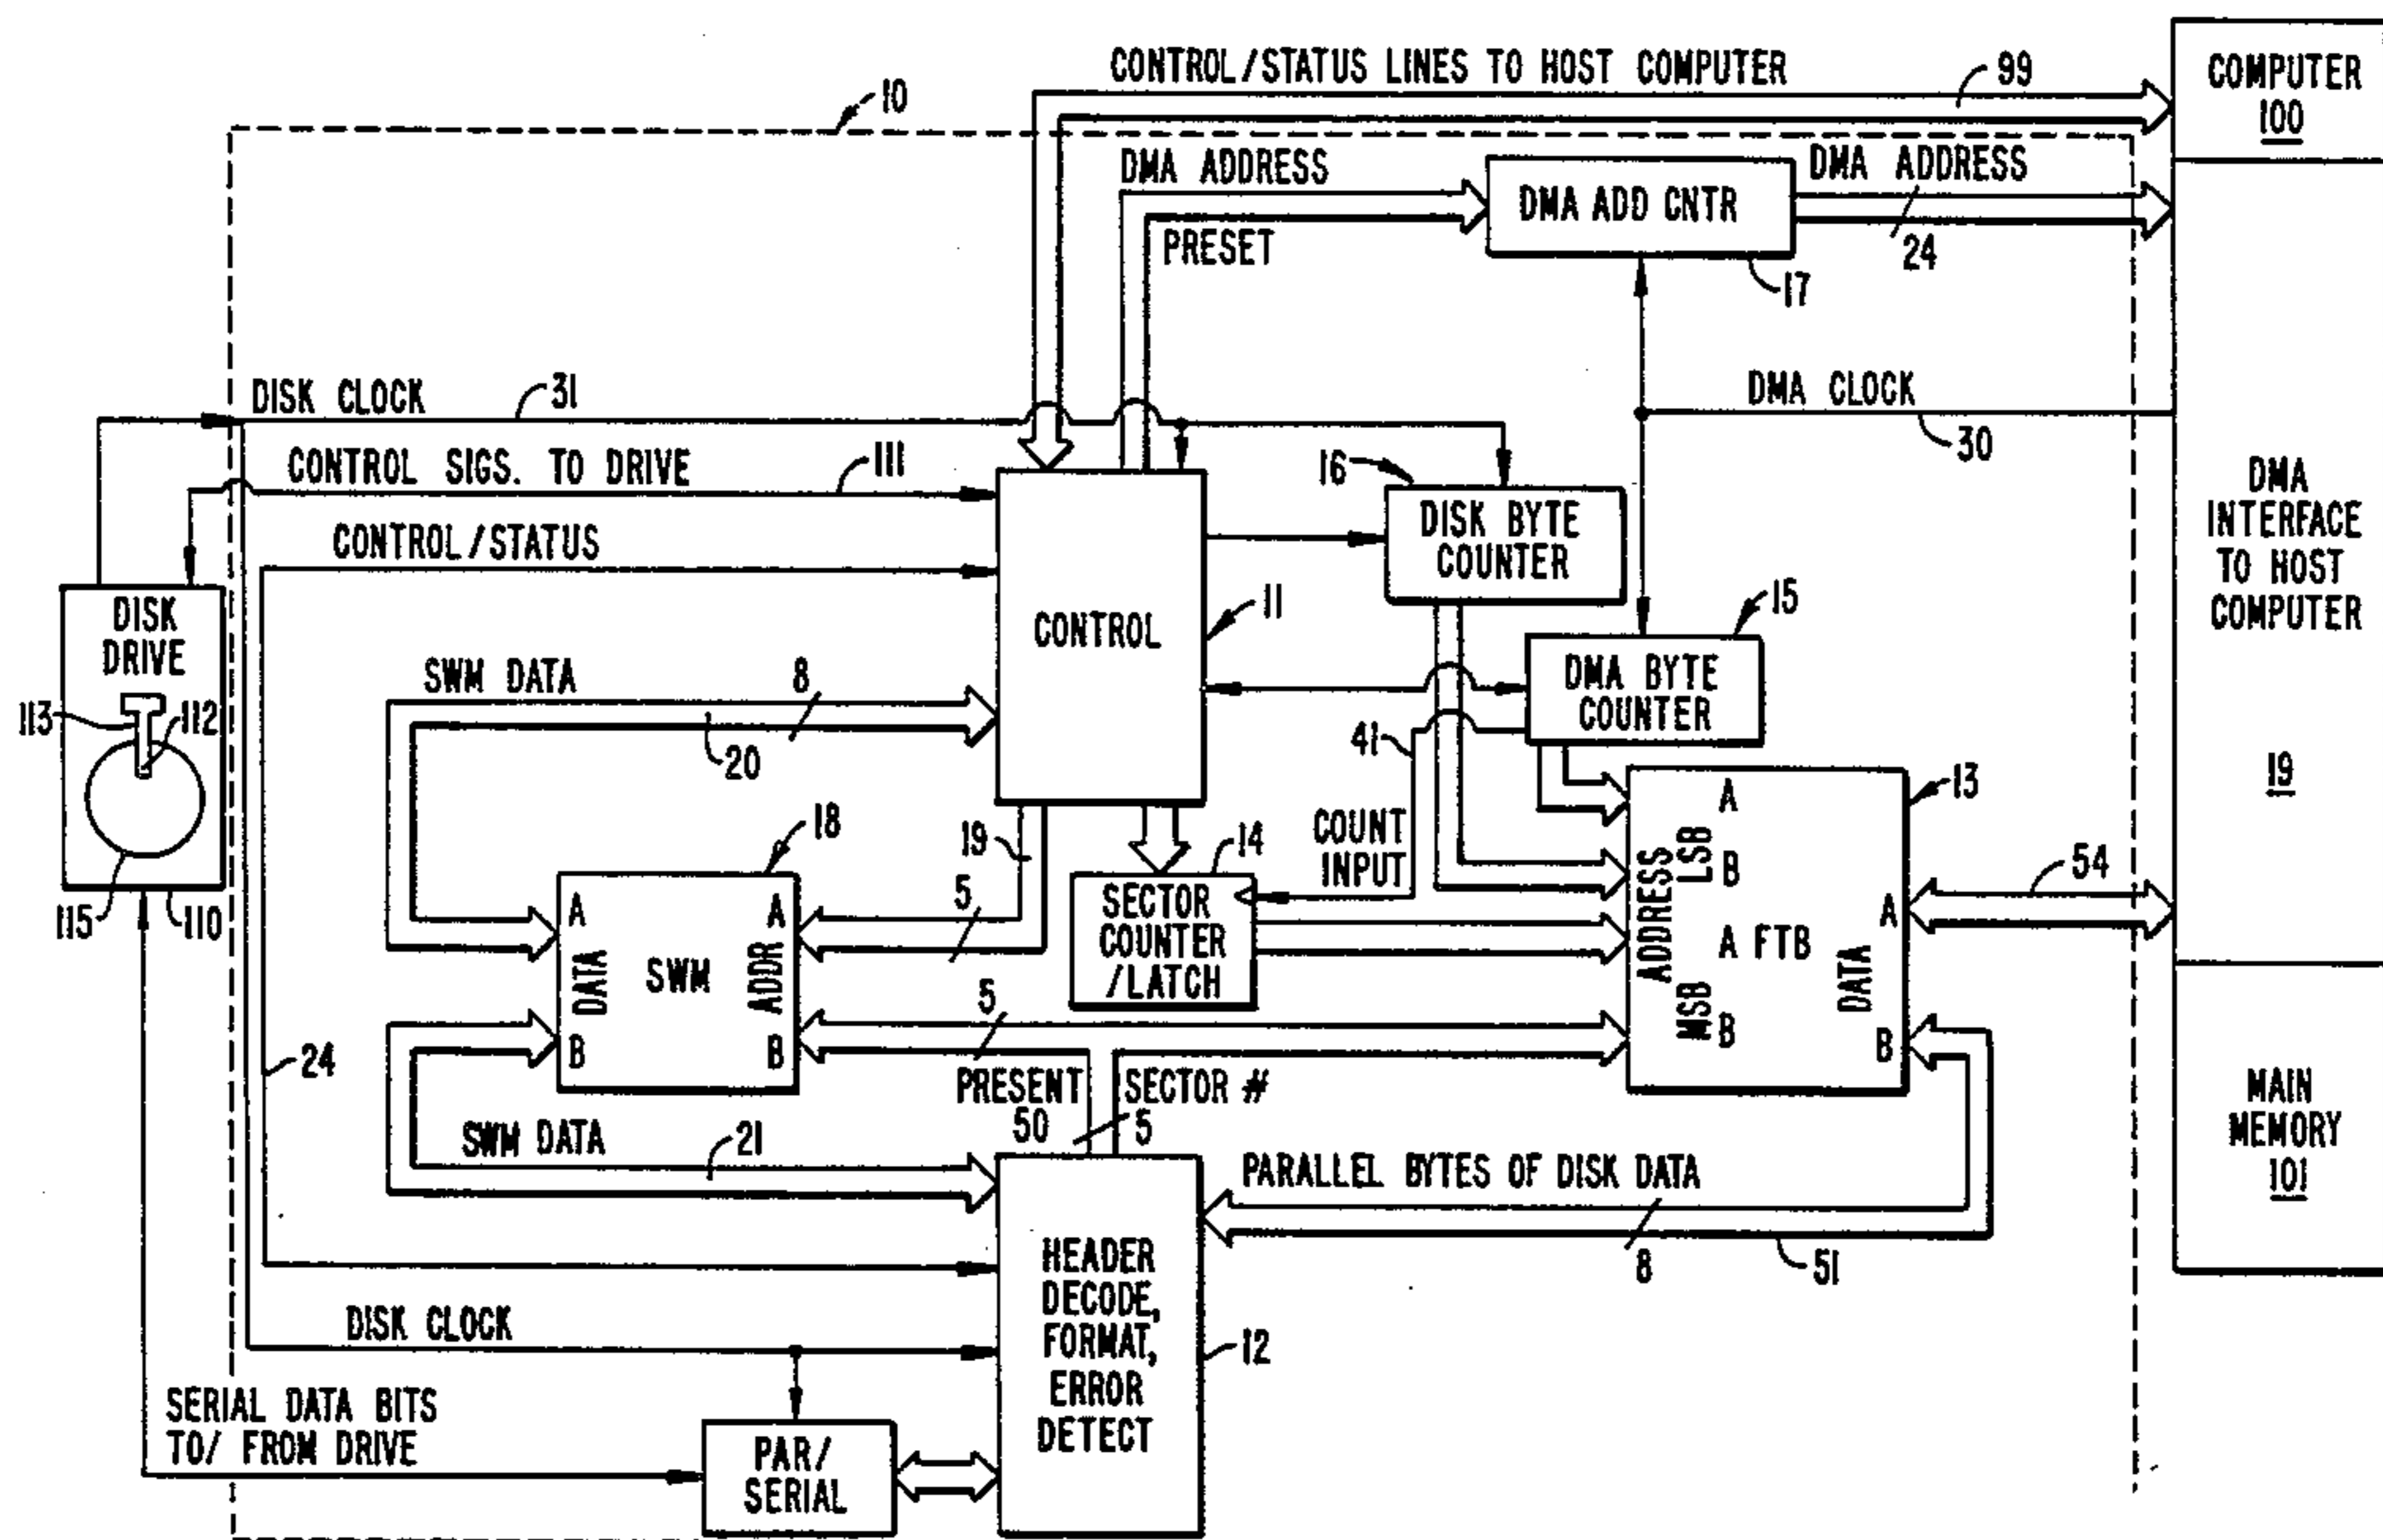 CONTROL/STATUS LINES TO HOST COMPUTER
99
COMPUTER
100
10
DMA ADDRESS
PRESET
DMA ADD CNTR
17
DMA ADDRESS
24
DISK CLOCK
31
DMA CLOCK
30
CONTROL SIGS. TO DRIVE
111
CONTROL/STATUS
16
DISK BYTE
COUNTER
DMA
INTERFACE
TO HOST
COMPUTER
19
DISK
DRIVE
113
112
115
110
CONTROL
11
15
DMA BYTE
COUNTER
SWM DATA
8
20
41
COUNT
INPUT
13
A
LSB
B
ADDRESS
A FTB
MSB
B
DATA
A
B
54
18
A
DATA
B
SWM
A
ADDR
B
19
5
14
SECTOR
COUNTER
/LATCH
5
24
PRESENT
50
SECTOR #
5
SWM DATA
21
MAIN
MEMORY
101
PARALLEL BYTES OF DISK DATA
8
51
HEADER
DECODE,
FORMAT,
ERROR
DETECT
12
DISK CLOCK
SERIAL DATA BITS
TO/ FROM DRIVE
PAR/
SERIAL